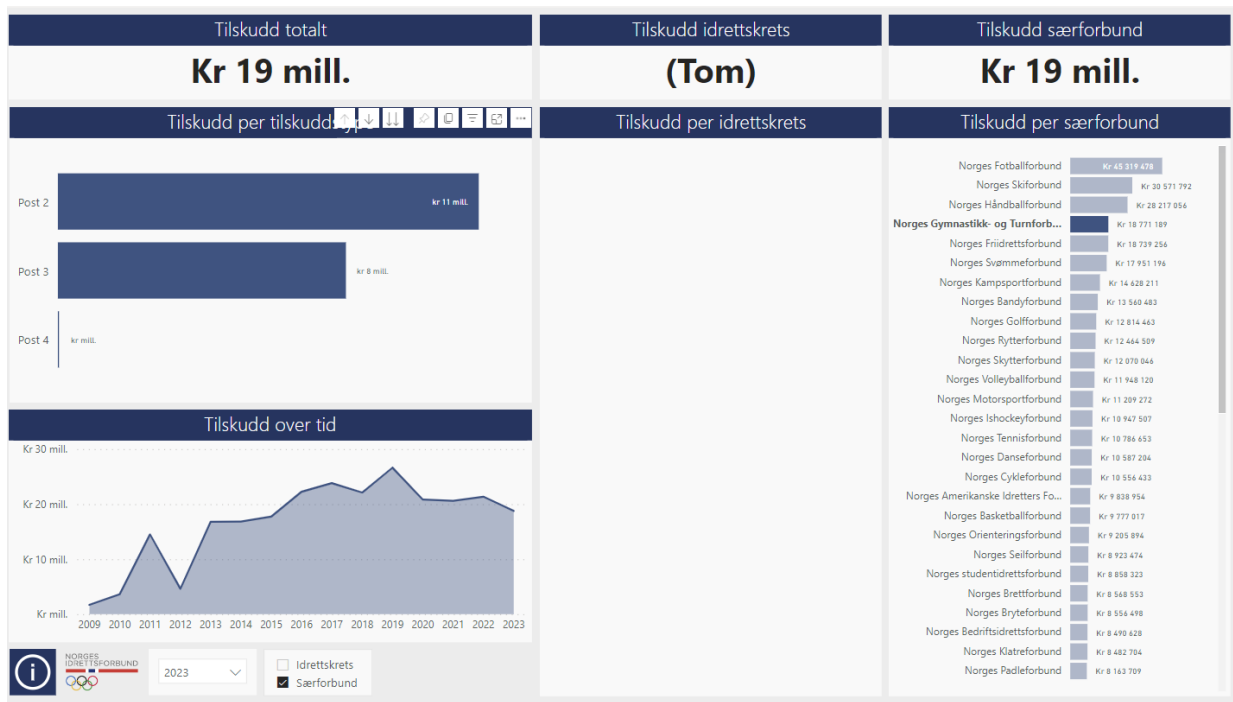 Tilskudd totalt
Kr 19 mill.
Tilskudd idrettskrets
(Tom)
Tilskudd særforbund
Kr 19 mill.
Tilskudd per tilskuddstype
Post 2 kr 11 mill.
Post 3 kr 8 mill.
Post 4 kr mill.
Tilskudd over tid
Kr 30 mill.
Kr 20 mill.
Kr 10 mill.
Kr mill.
2009 2010 2011 2012 2013 2014 2015 2016 2017 2018 2019 2020 2021 2022 2023
NORGES
IDRETTSFORBUND
2023
Idrettskrets
Særforbund
Tilskudd per idrettskrets
Tilskudd per særforbund
Norges Fotballforbund Kr 45 319 478
Norges Skiforbund Kr 30 571 792
Norges Håndballforbund Kr 28 217 056
Norges Gymnastikk- og Turnforb... Kr 18 771 189
Norges Friidrettsforbund Kr 18 739 256
Norges Svømmeforbund Kr 17 951 196
Norges Kampsportforbund Kr 14 628 211
Norges Bandyforbund Kr 13 560 483
Norges Golfforbund Kr 12 814 463
Norges Rytterforbund Kr 12 464 509
Norges Skytterforbund Kr 12 070 046
Norges Volleyballforbund Kr 11 948 120
Norges Motorsportforbund Kr 11 209 272
Norges Ishockeyforbund Kr 10 947 507
Norges Tennisforbund Kr 10 786 653
Norges Danseforbund Kr 10 587 204
Norges Cykleforbund Kr 10 556 433
Norges Amerikanske Idretters Fo... Kr 9 838 954
Norges Basketballforbund Kr 9 777 017
Norges Orienteringsforbund Kr 9 205 894
Norges Seilforbund Kr 8 923 474
Norges studentidrettsforbund Kr 8 858 323
Norges Brettforbund Kr 8 568 553
Norges Bryteforbund Kr 8 556 498
Norges Bedriftsidrettsforbund Kr 8 490 628
Norges Klatreforbund Kr 8 482 704
Norges Padleforbund Kr 8 163 709